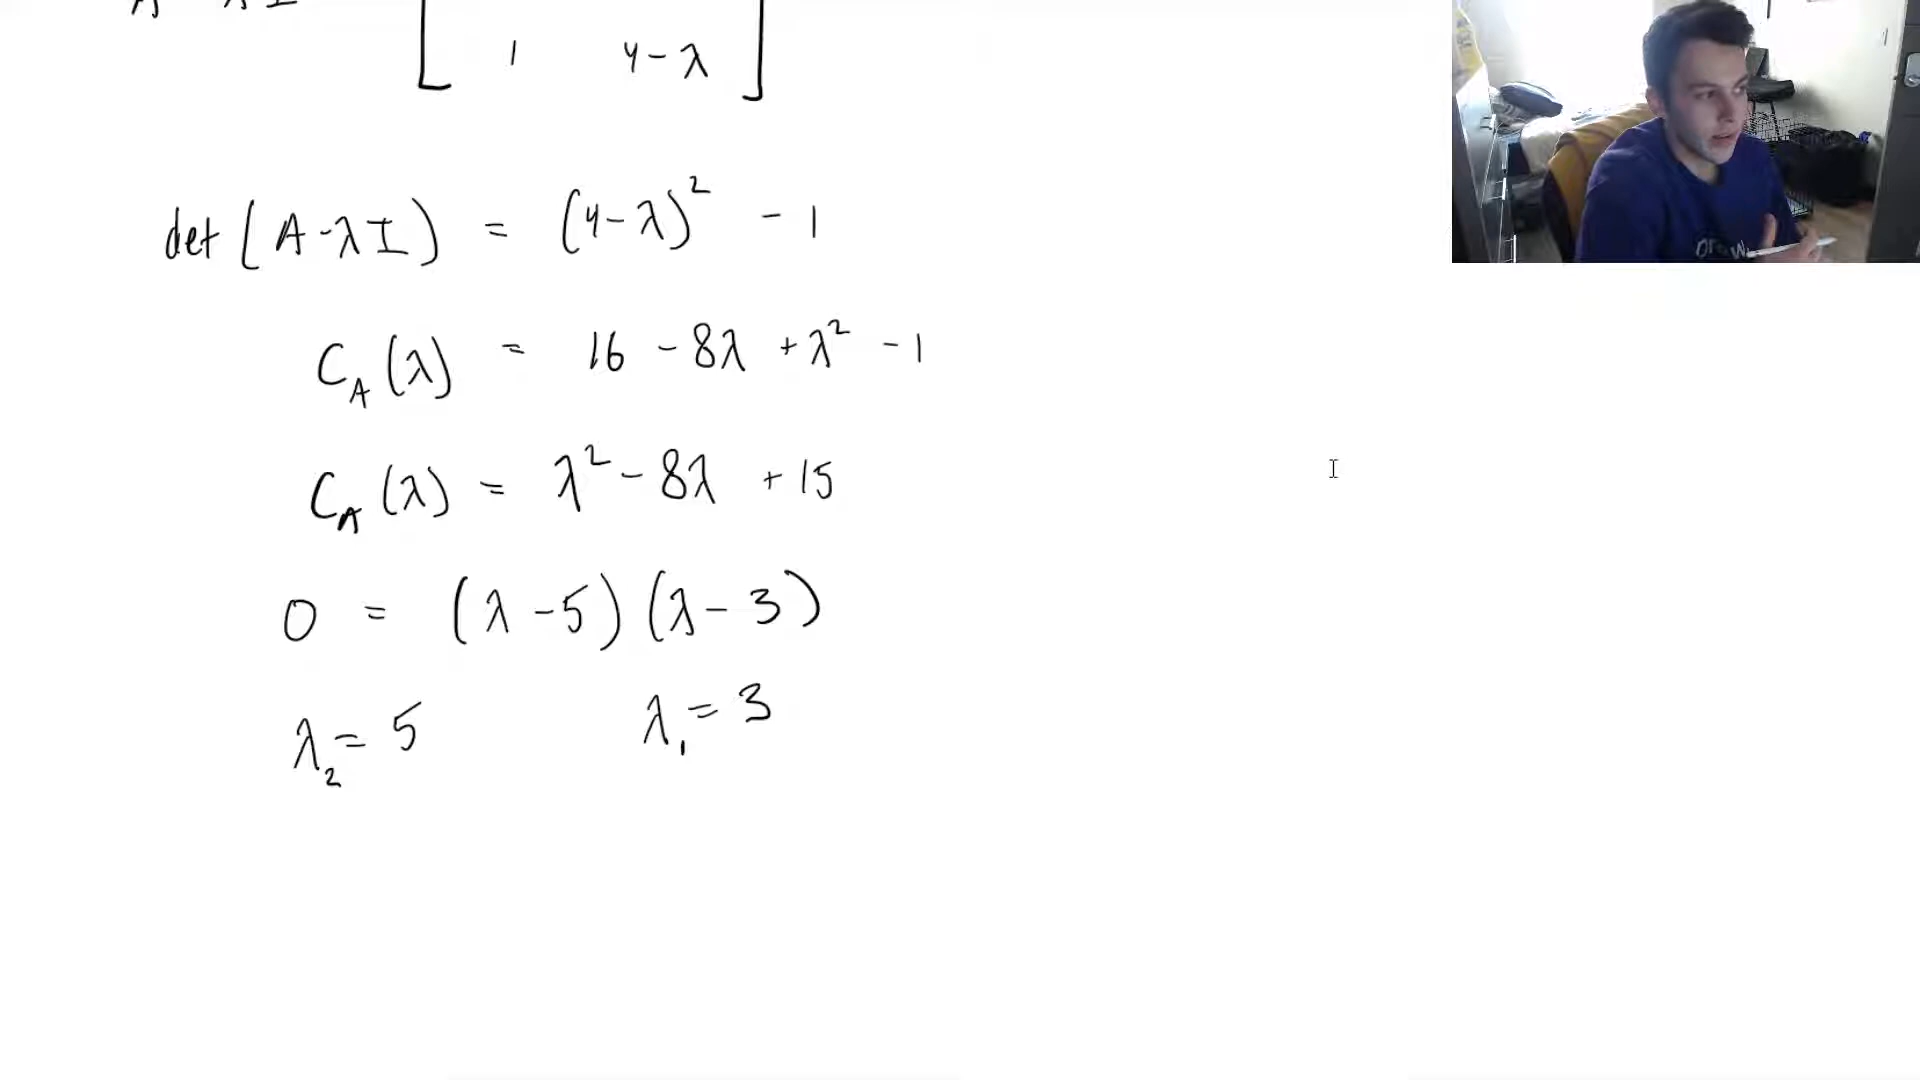 A - λI
1 4-λ
det(A-λI) = (4-λ)² - 1
C_A(λ) = 16 - 8λ + λ² - 1
C_A(λ) = λ² - 8λ + 15
0 = (λ-5)(λ-3)
λ₂ = 5 λ₁ = 3